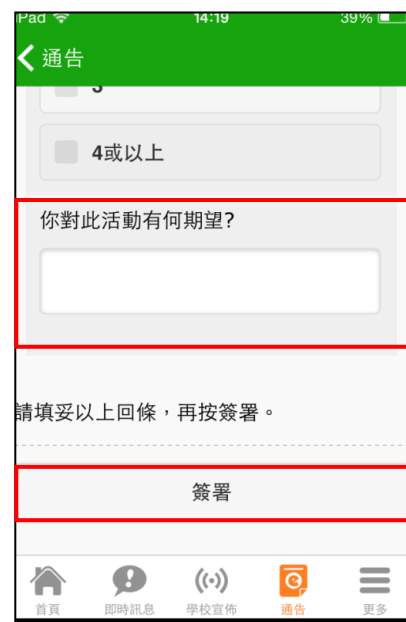 iPad 14:19 39%
通告
4或以上
你對此活動有何期望?
請填妥以上回條，再按簽署。
簽署
首頁 即時訊息 學校宣佈 通告 更多